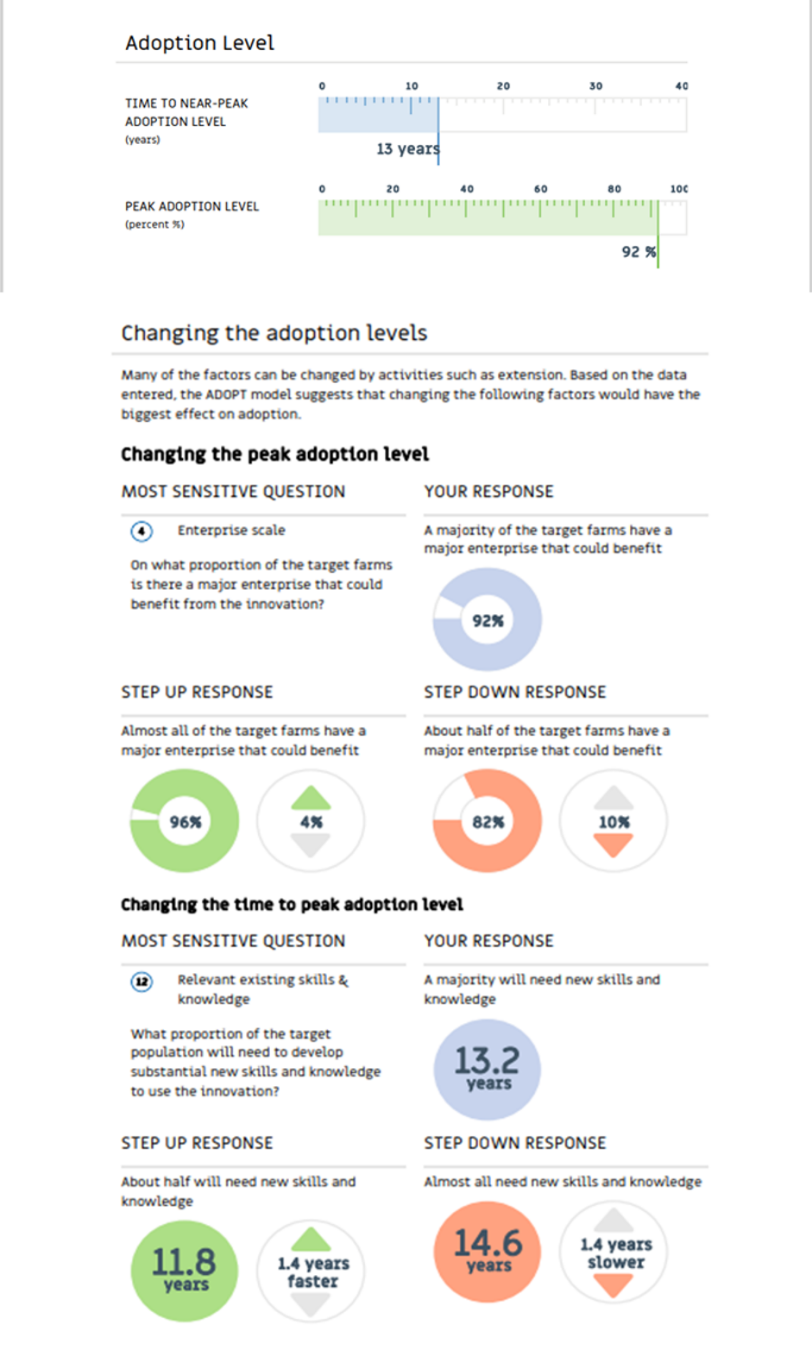 Adoption Level
0 10 20 30 40
TIME TO NEAR-PEAK
ADOPTION LEVEL
(years)
13 years
0 20 40 60 80 100
PEAK ADOPTION LEVEL
(percent %)
92 %
Changing the adoption levels
Many of the factors can be changed by activities such as extension. Based on the data
entered, the ADOPT model suggests that changing the following factors would have the
biggest effect on adoption.
Changing the peak adoption level
MOST SENSITIVE QUESTION
4 Enterprise scale
On what proportion of the target farms
is there a major enterprise that could
benefit from the innovation?
YOUR RESPONSE
A majority of the target farms have a
major enterprise that could benefit
92%
STEP UP RESPONSE
Almost all of the target farms have a
major enterprise that could benefit
96%
4%
STEP DOWN RESPONSE
About half of the target farms have a
major enterprise that could benefit
82%
10%
Changing the time to peak adoption level
MOST SENSITIVE QUESTION
12 Relevant existing skills &
knowledge
What proportion of the target
population will need to develop
substantial new skills and knowledge
to use the innovation?
YOUR RESPONSE
A majority will need new skills and
knowledge
13.2
years
STEP UP RESPONSE
About half will need new skills and
knowledge
11.8
years
1.4 years
faster
STEP DOWN RESPONSE
Almost all need new skills and knowledge
14.6
years
1.4 years
slower